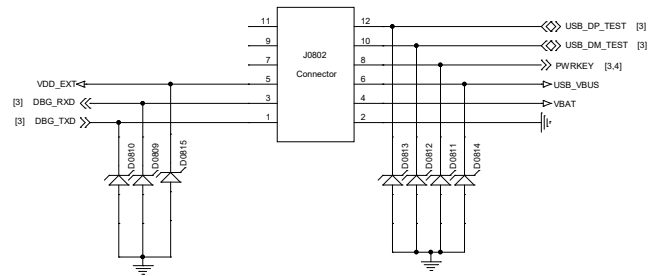 11 12 USB_DP_TEST [3]
9 J0802 10 USB_DM_TEST [3]
7 Connector 8 PWRKEY [3,4]
VDD_EXT 5 6 USB_VBUS
[3] DBG_RXD 3 4 VBAT
[3] DBG_TXD 1 2
D0810 D0809 D0815 D0813 D0812 D0811 D0814